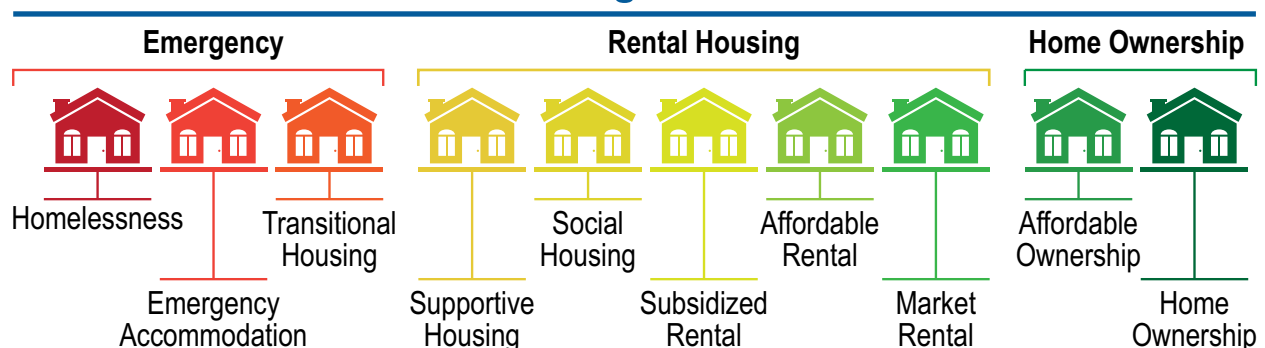 Emergency
Rental Housing
Home Ownership
Homelessness
Emergency
Accommodation
Transitional
Housing
Supportive
Housing
Social
Housing
Subsidized
Rental
Affordable
Rental
Market
Rental
Affordable
Ownership
Home
Ownership